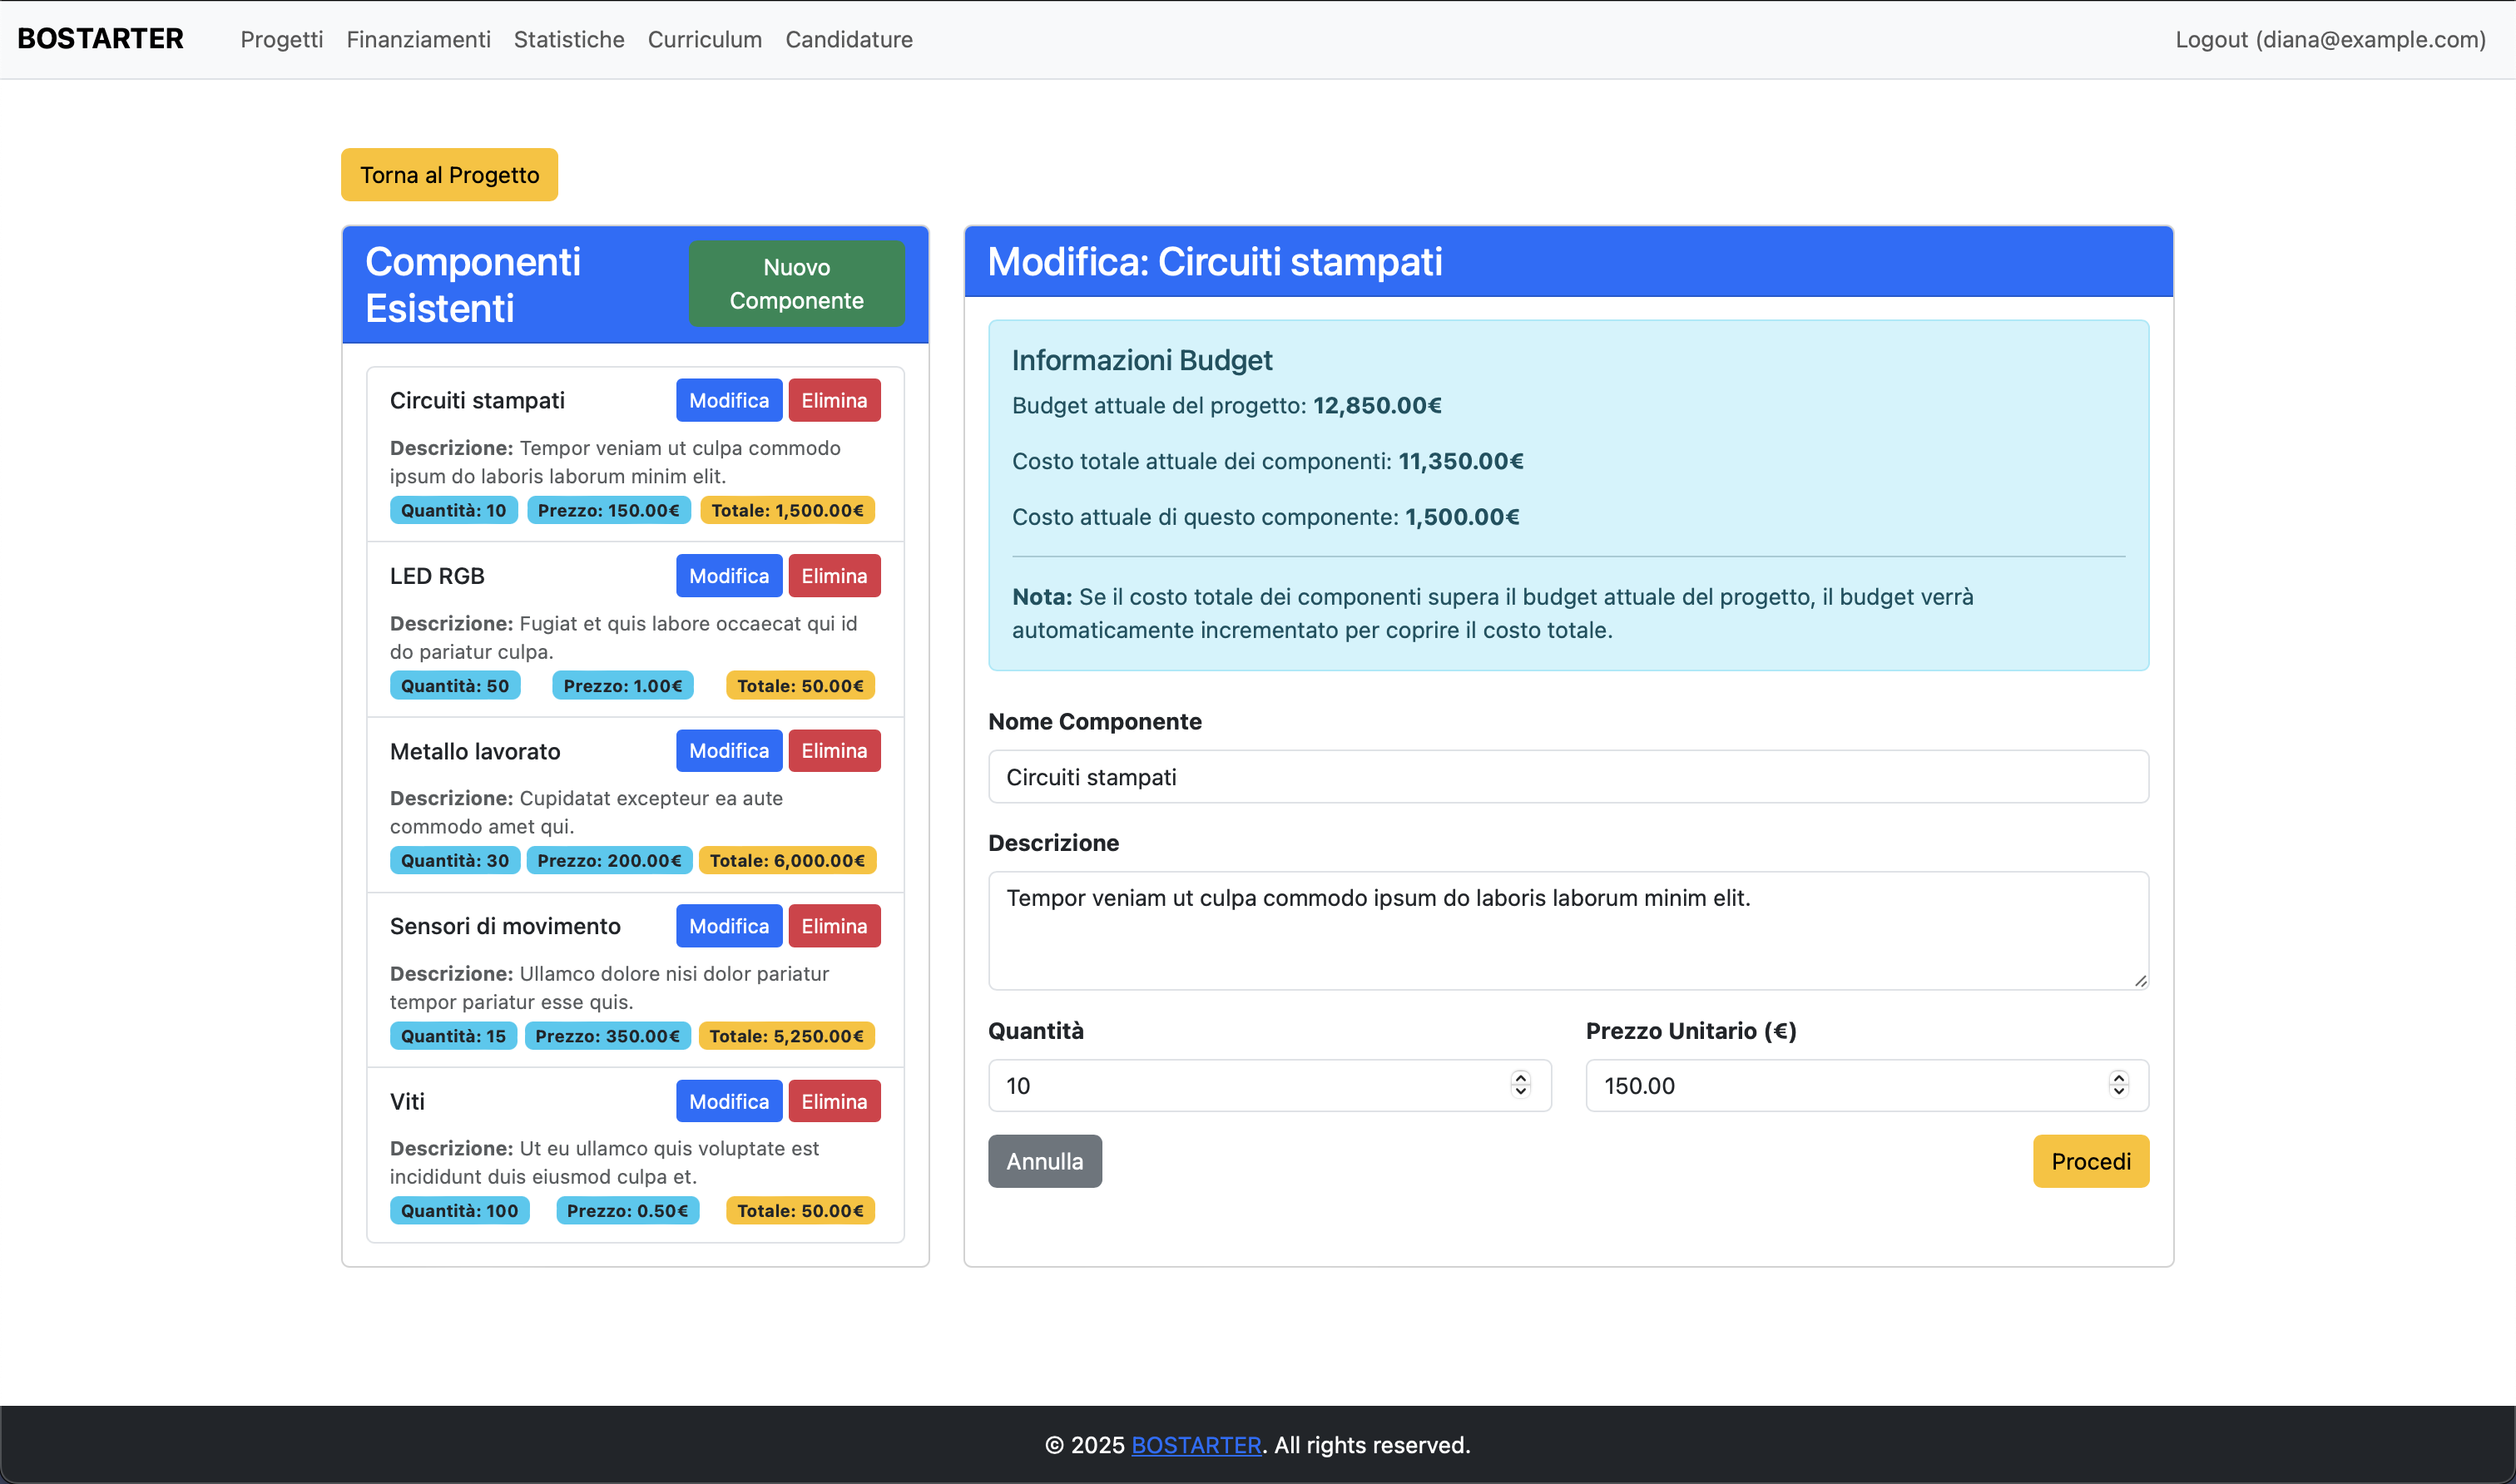 BOSTARTER Progetti Finanziamenti Statistiche Curriculum Candidature Logout (diana@example.com)
Torna al Progetto
Componenti
Esistenti
Nuovo
Componente
Circuiti stampati Modifica Elimina
Descrizione: Tempor veniam ut culpa commodo
ipsum do laboris laborum minim elit.
Quantità: 10 Prezzo: 150.00€ Totale: 1,500.00€
LED RGB Modifica Elimina
Descrizione: Fugiat et quis labore occaecat qui id
do pariatur culpa.
Quantità: 50 Prezzo: 1.00€ Totale: 50.00€
Metallo lavorato Modifica Elimina
Descrizione: Cupidatat excepteur ea aute
commodo amet qui.
Quantità: 30 Prezzo: 200.00€ Totale: 6,000.00€
Sensori di movimento Modifica Elimina
Descrizione: Ullamco dolore nisi dolor pariatur
tempor pariatur esse quis.
Quantità: 15 Prezzo: 350.00€ Totale: 5,250.00€
Viti Modifica Elimina
Descrizione: Ut eu ullamco quis voluptate est
incididunt duis eiusmod culpa et.
Quantità: 100 Prezzo: 0.50€ Totale: 50.00€
Modifica: Circuiti stampati
Informazioni Budget
Budget attuale del progetto: 12,850.00€
Costo totale attuale dei componenti: 11,350.00€
Costo attuale di questo componente: 1,500.00€
Nota: Se il costo totale dei componenti supera il budget attuale del progetto, il budget verrà
automaticamente incrementato per coprire il costo totale.
Nome Componente
Circuiti stampati
Descrizione
Tempor veniam ut culpa commodo ipsum do laboris laborum minim elit.
Quantità Prezzo Unitario (€)
10 150.00
Annulla Procedi
© 2025 BOSTARTER. All rights reserved.